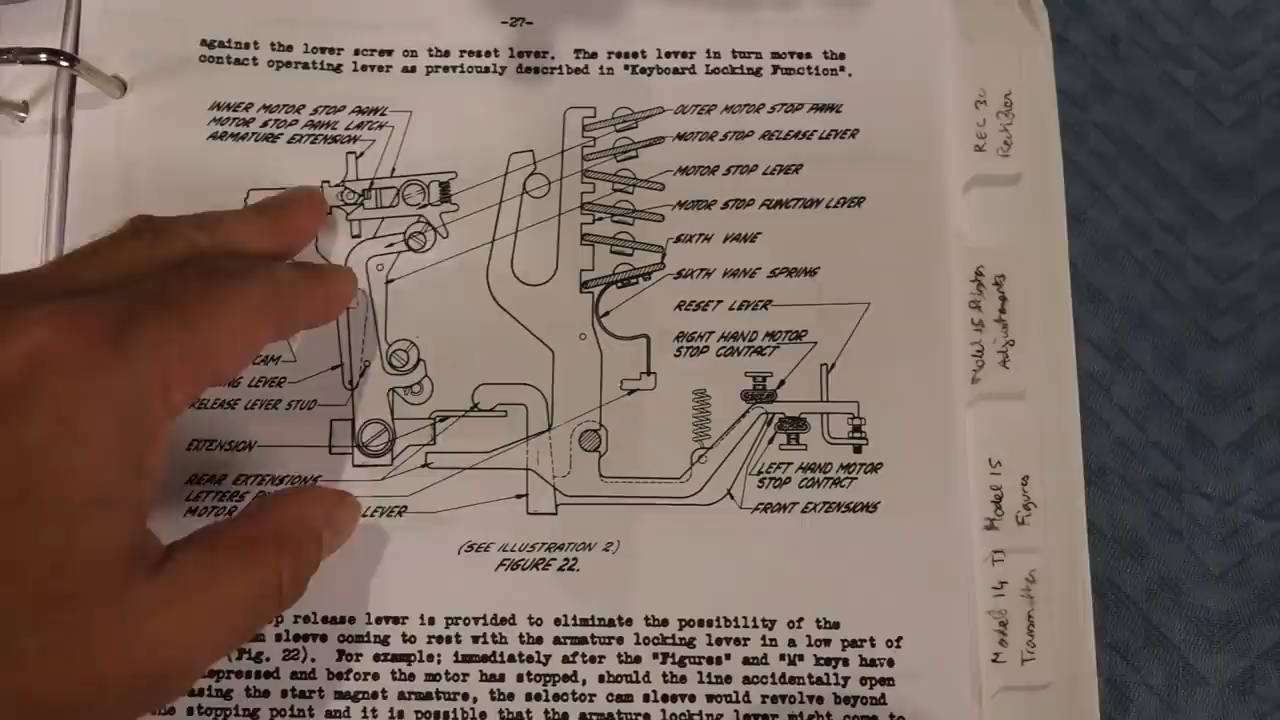 -27-
against the lower screw on the reset lever. The reset lever in turn moves the
contact operating lever as previously described in "Keyboard Locking Function".
INNER MOTOR STOP PAWL
MOTOR STOP PAWL LATCH
ARMATURE EXTENSION
OUTER MOTOR STOP PAWL
MOTOR STOP RELEASE LEVER
MOTOR STOP LEVER
MOTOR STOP FUNCTION LEVER
SIXTH VANE
SIXTH VANE SPRING
RESET LEVER
RIGHT HAND MOTOR
STOP CONTACT
CAM
LEVER
RELEASE LEVER STUD
EXTENSION
REAR EXTENSIONS
LETTERS
MOTOR LEVER
LEFT HAND MOTOR
STOP CONTACT
FRONT EXTENSIONS
(SEE ILLUSTRATION 2)
FIGURE 22.
release lever is provided to eliminate the possibility of the
sleeve coming to rest with the armature locking lever in a low part of
(Fig. 22). For example; immediately after the "Figures" and "M" keys have
and before the motor has stopped, should the line accidentally open
the start magnet armature, the selector cam sleeve would revolve beyond
stopping point and it is possible that the armature locking lever might come to
REC 30
Rectifier
Model 15
Adjustments
Model 14 TD
Transmitter
Model 15
Figures